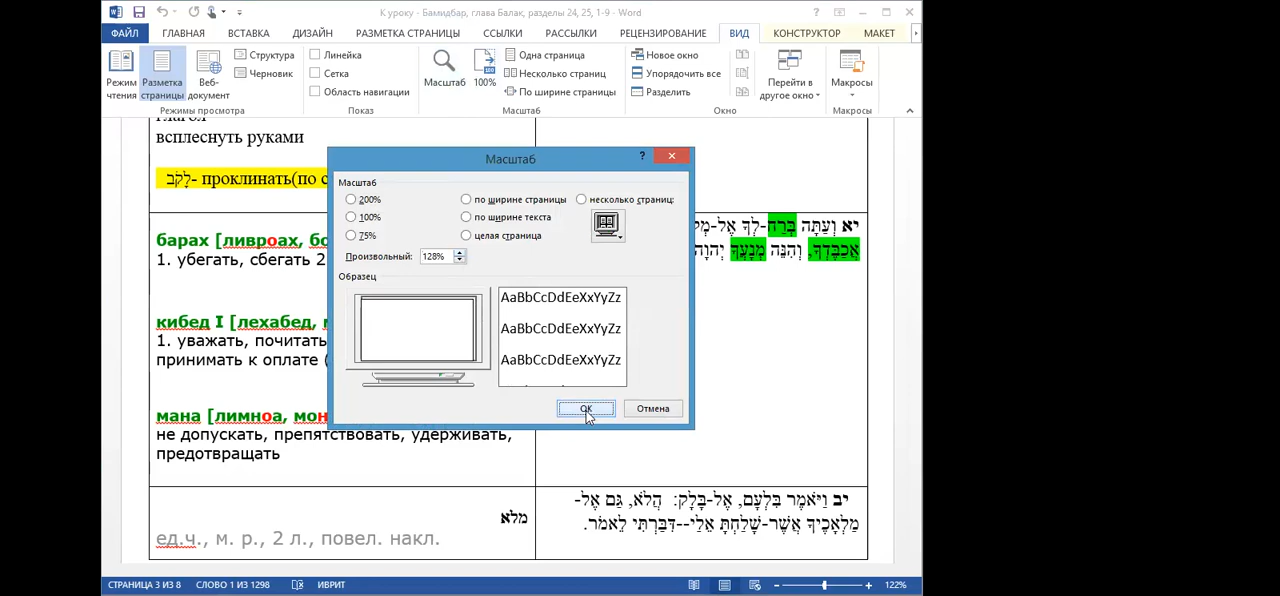 К уроку - Бамидбар, глава Балак, разделы 24, 25, 1-9 - Word
ФАЙЛ ГЛАВНАЯ ВСТАВКА ДИЗАЙН РАЗМЕТКА СТРАНИЦЫ ССЫЛКИ РАССЫЛКИ РЕЦЕНЗИРОВАНИЕ ВИД КОНСТРУКТОР МАКЕТ
Режим чтения
Разметка страницы
Веб-документ
Структура
Черновик
Режимы просмотра
Линейка
Сетка
Область навигации
Показ
Масштаб
100%
Одна страница
Несколько страниц
По ширине страницы
Масштаб
Новое окно
Упорядочить все
Разделить
Окно
Перейти в другое окно
Макросы
Макросы
глагол
всплеснуть руками
לָקֹב- проклинать(по с
барах [ливроах, бо
1. убегать, сбегать 2
кибед I [лехабед, м
1. уважать, почитать
принимать к оплате (
мана [лимноа, мон
не допускать, препятствовать, удерживать,
предотвращать
יא וְעַתָּה בְּרַח-לְךָ אֶל-מְק
אֲכַבֶּדְךָ, וְהִנֵּה מְנָעֲךָ יְהוָה
מלא
ед.ч., м. р., 2 л., повел. накл.
יב וַיֹּאמֶר בִּלְעָם, אֶל-בָּלָק: הֲלֹא, גַּם אֶל-
מַלְאָכֶיךָ אֲשֶׁר-שָׁלַחְתָּ אֵלַי--דִּבַּרְתִּי לֵאמֹר.
Масштаб
Масштаб
200% по ширине страницы несколько страниц:
100% по ширине текста
75% целая страница
Произвольный: 128%
Образец
AaBbCcDdEeXxYyZz
AaBbCcDdEeXxYyZz
AaBbCcDdEeXxYyZz
ОК Отмена
СТРАНИЦА 3 ИЗ 8 СЛОВО 1 ИЗ 1298 ИВРИТ 122%